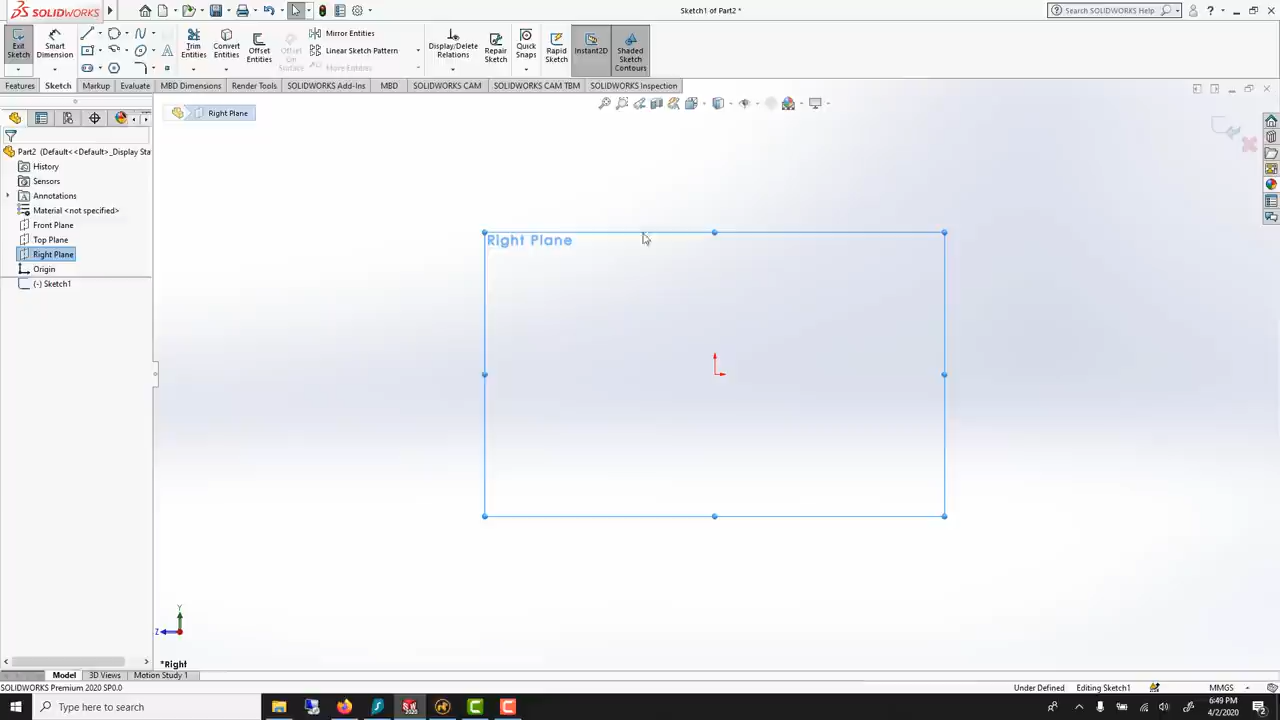 SOLIDWORKS
Sketch1 of Part2 *
Search SOLIDWORKS Help
Exit Sketch
Smart Dimension
Trim Entities
Convert Entities
Offset Entities
Offset On Surface
Mirror Entities
Linear Sketch Pattern
Move Entities
Display/Delete Relations
Repair Sketch
Quick Snaps
Rapid Sketch
Instant2D
Shaded Sketch Contours
Features
Sketch
Markup
Evaluate
MBD Dimensions
Render Tools
SOLIDWORKS Add-Ins
MBD
SOLIDWORKS CAM
SOLIDWORKS CAM TBM
SOLIDWORKS Inspection
Right Plane
Part2 (Default<<Default>_Display Sta
History
Sensors
Annotations
Material <not specified>
Front Plane
Top Plane
Right Plane
Origin
(-) Sketch1
Right Plane
Y
Z
*Right
Model
3D Views
Motion Study 1
SOLIDWORKS Premium 2020 SP0.0
Under Defined
Editing Sketch1
MMGS
Type here to search
6:49 PM
4/2/2020